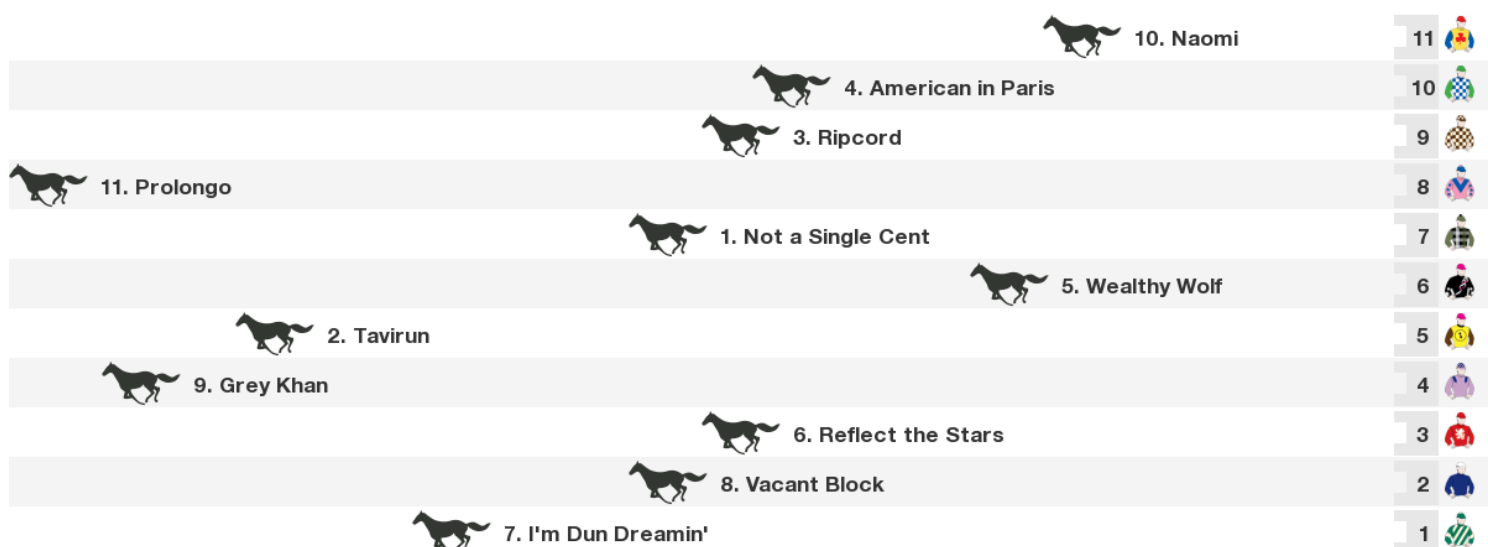 10. Naomi 11
4. American in Paris 10
3. Ripcord 9
11. Prolongo 8
1. Not a Single Cent 7
5. Wealthy Wolf 6
2. Tavirun 5
9. Grey Khan 4
6. Reflect the Stars 3
8. Vacant Block 2
7. I'm Dun Dreamin' 1